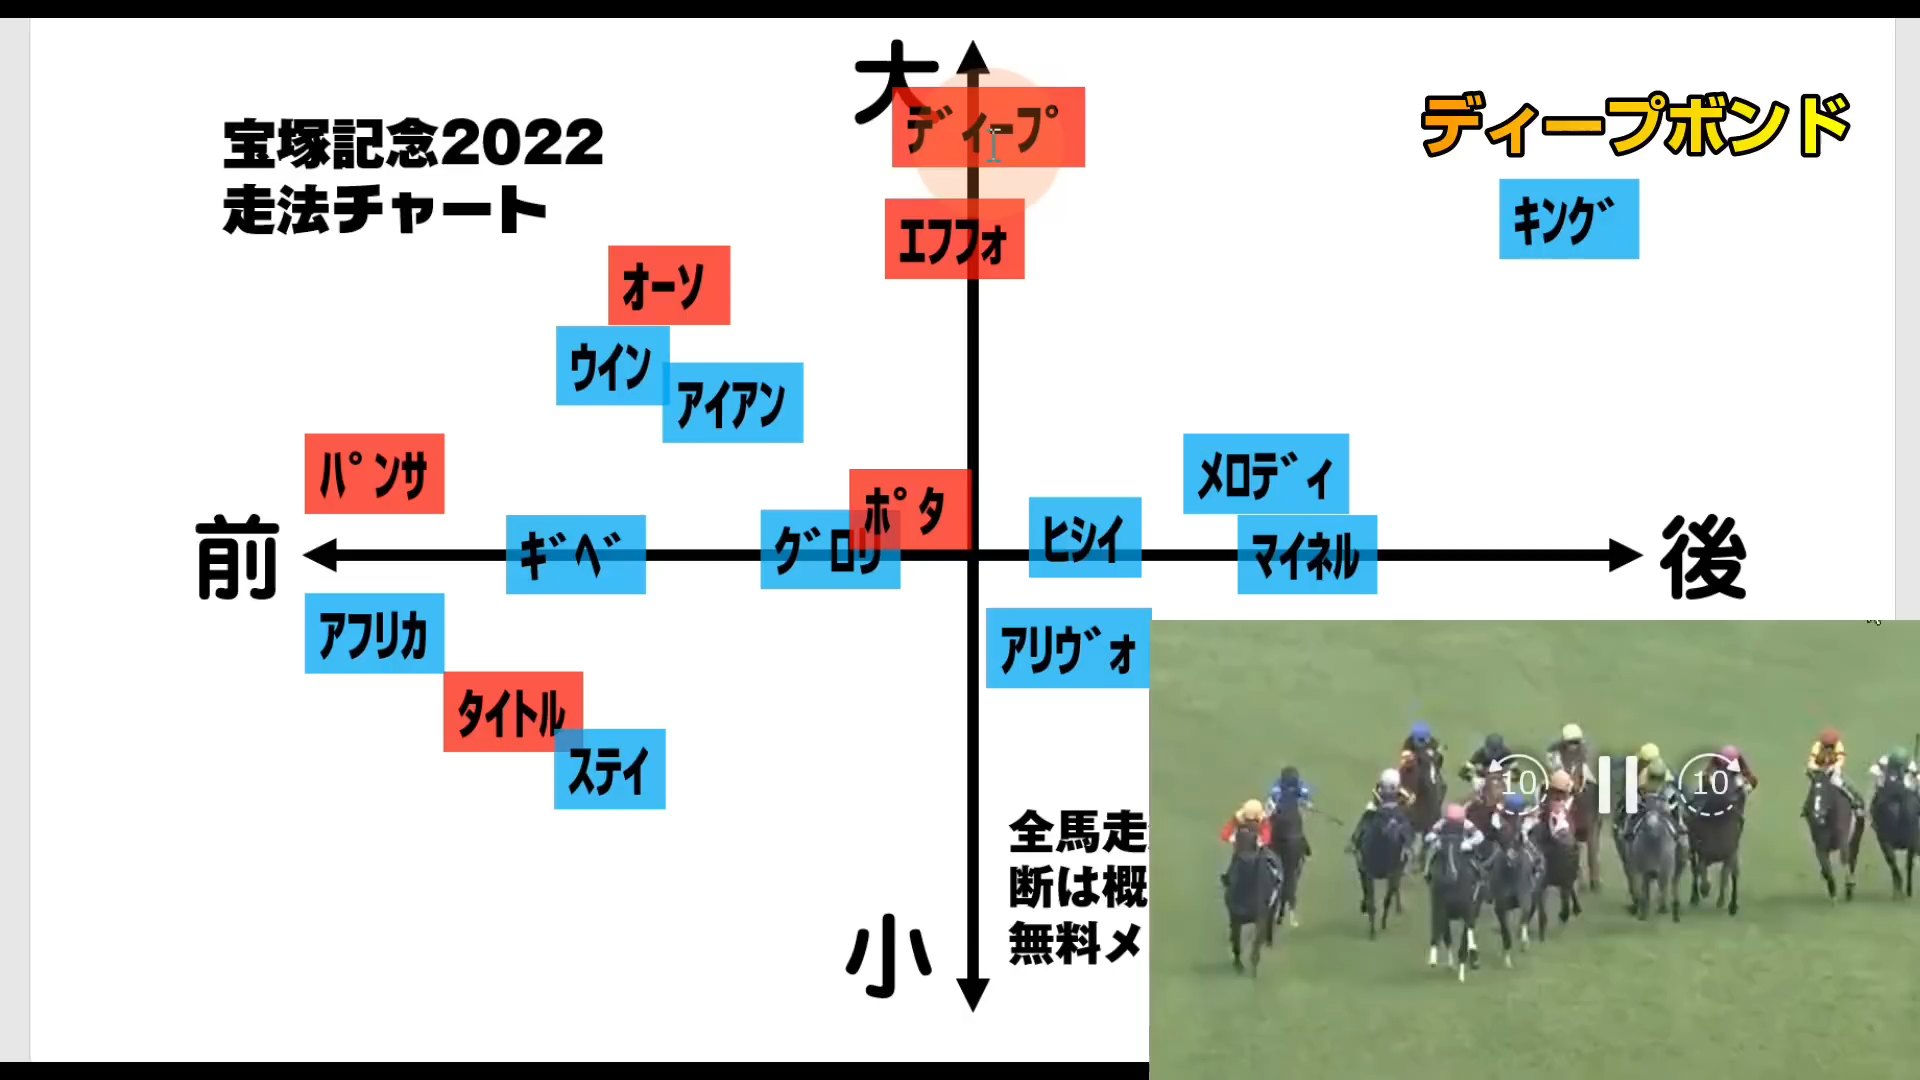 大
ﾃﾞｨｰﾌﾟ
ディープボンド
宝塚記念2022
走法チャート
ｷﾝｸﾞ
ｴﾌﾌｫ
ｵｰｿ
ｳｲﾝ
ｱｲｱﾝ
ﾊﾟﾝｻ
ﾎﾟﾀ
ﾒﾛﾃﾞｨ
前
ｷﾞﾍﾞ
ｸﾞﾛﾘ
ﾋｼｲ
ﾏｲﾈﾙ
後
ｱﾌﾘｶ
ｱﾘｳﾞｫ
ﾀｲﾄﾙ
ｽﾃｲ
10
10
全馬走
断は概
無料メ
小